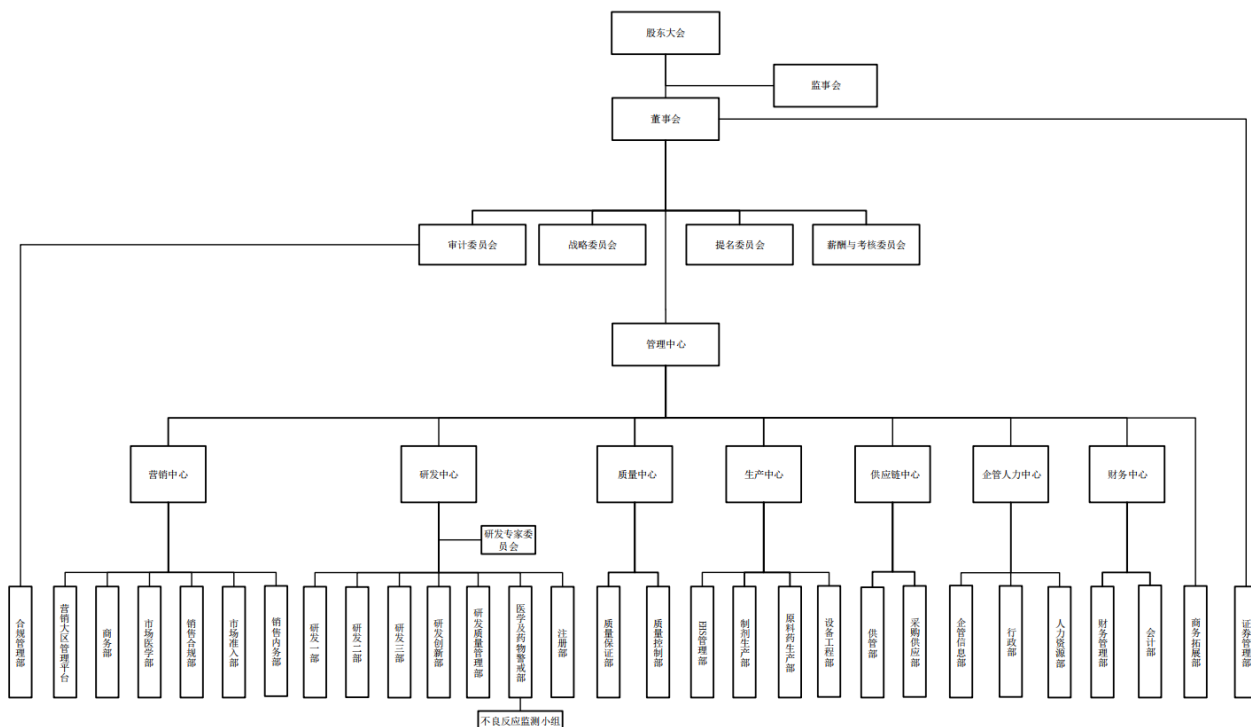 股东大会
监事会
董事会
审计委员会
战略委员会
提名委员会
薪酬与考核委员会
管理中心
营销中心
研发中心
质量中心
生产中心
供应链中心
企管人力中心
财务中心
研发专家委
员会
合规管理部
营销大区管理平台
商务部
市场医学部
销售合规部
市场准入部
销售内务部
研发一部
研发二部
研发三部
研发创新部
研发质量管理部
医学及药物警戒部
注册部
质量保证部
质量控制部
EHS管理部
制剂生产部
原料药生产部
设备工程部
供管部
采购供应部
企管信息部
行政部
人力资源部
财务管理部
会计部
商务拓展部
证券管理部
不良反应监测小组